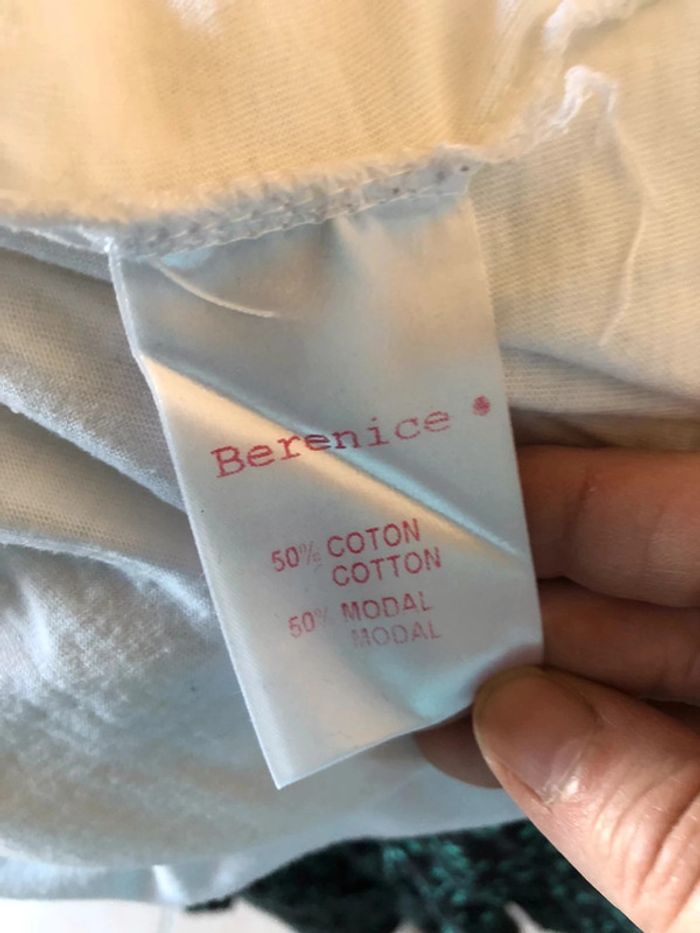 Berenice
50% COTON
COTTON
50% MODAL
MODAL